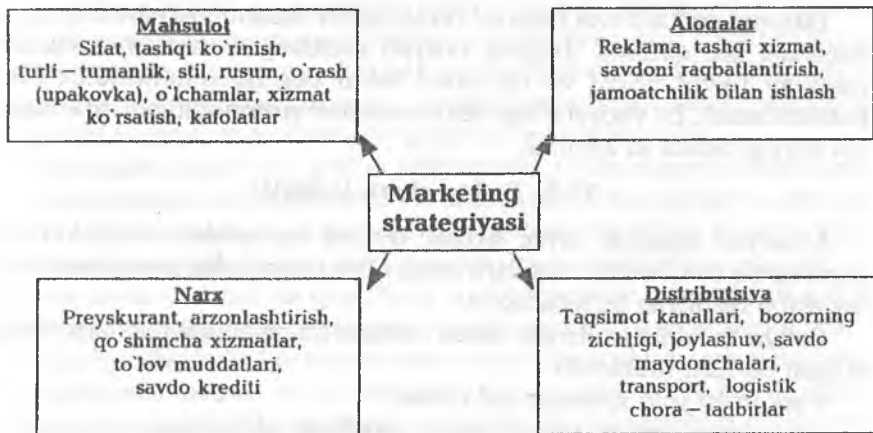 Mahsulot
Sifat, tashqi ko`rinish,
turli – tumanlik, stil, rusum, o`rash
(upakovka), o`lchamlar, xizmat
ko`rsatish, kafolatlar
Aloqalar
Reklama, tashqi xizmat,
savdoni rag`batlantirish,
jamoatchilik bilan ishlash
Marketing
strategiyasi
Narx
Preyskurant, arzonlashtirish,
qo`shimcha xizmatlar,
to`lov muddatlari,
savdo krediti
Distributsiya
Taqsimot kanallari, bozorning
zichligi, joylashuv, savdo
maydonchalari,
transport, logistik
chora – tadbirlar